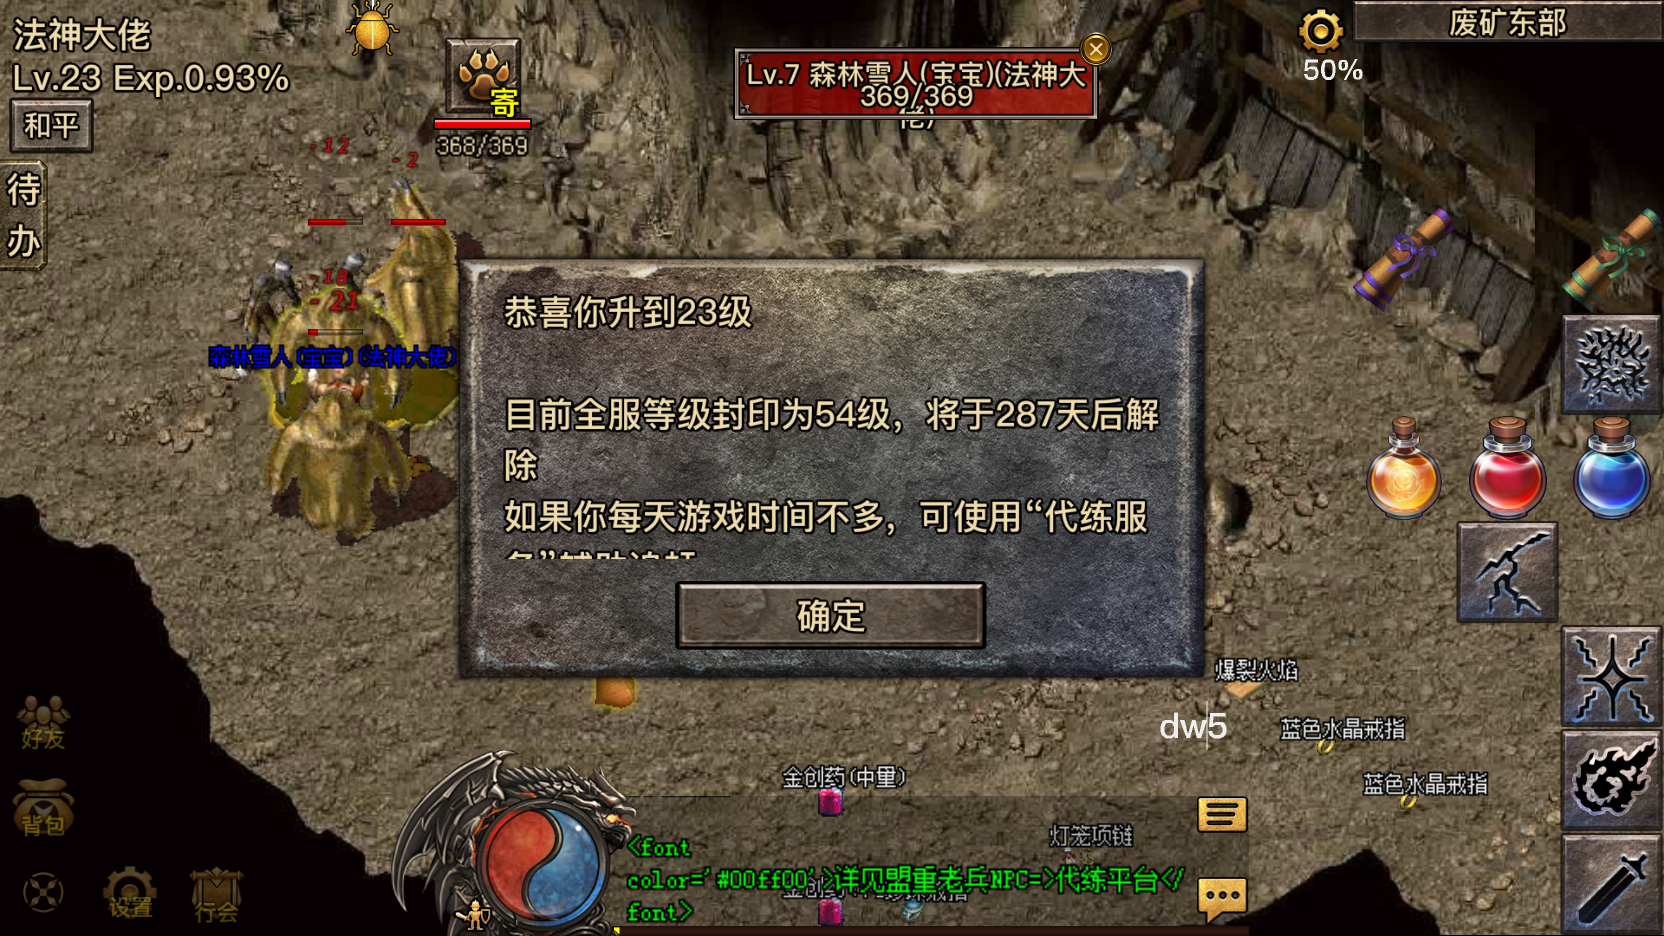 法神大佬
Lv.23 Exp.0.93%
和平
待
办
寄
368/369
Lv.7 森林雪人(宝宝)(法神大
369/369
佬)
50%
废矿东部
-12
-2
-18
-21
森林雪人(宝宝)(法神大佬)
恭喜你升到23级
目前全服等级封印为54级，将于287天后解
除
如果你每天游戏时间不多，可使用“代练服
务”辅助追赶
确定
爆裂火焰
dw5
蓝色水晶戒指
蓝色水晶戒指
金创药(中量)
灯笼项链
<font
color='#00ff00'>详见盟重老兵NPC=>代练平台</
font>
好友
背包
设置
行会